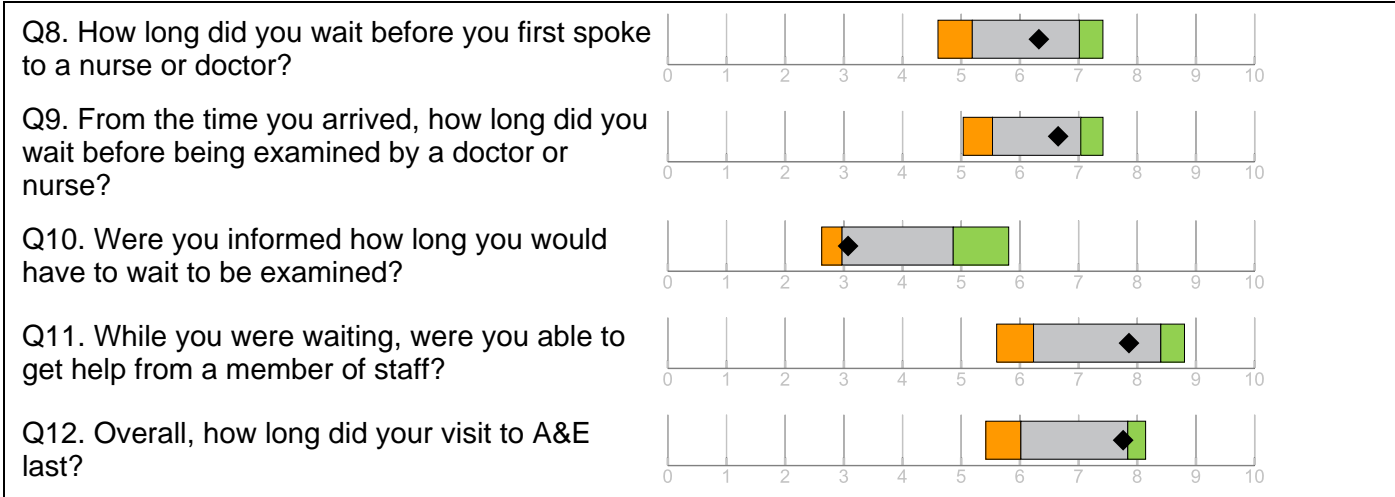 Q8. How long did you wait before you first spoke
to a nurse or doctor?
0 1 2 3 4 5 6 7 8 9 10
Q9. From the time you arrived, how long did you
wait before being examined by a doctor or
nurse?
0 1 2 3 4 5 6 7 8 9 10
Q10. Were you informed how long you would
have to wait to be examined?
0 1 2 3 4 5 6 7 8 9 10
Q11. While you were waiting, were you able to
get help from a member of staff?
0 1 2 3 4 5 6 7 8 9 10
Q12. Overall, how long did your visit to A&E
last?
0 1 2 3 4 5 6 7 8 9 10